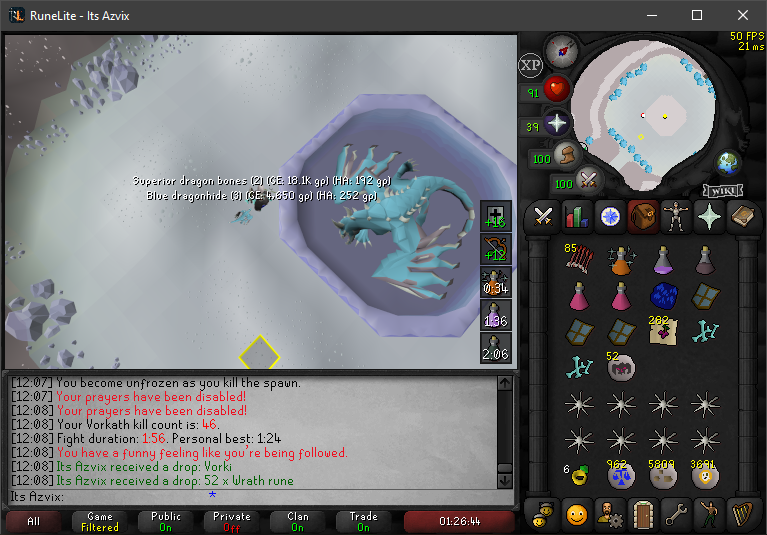 RuneLite - Its Azvix
50 FPS
21 ms
XP
91
39
100
100
WIKI
Superior dragon bones (2) (GE: 18.1K gp) (HA: 192 gp)
Blue dragonhide (3) (GE: 4,850 gp) (HA: 252 gp)
+16
+12
0:34
1:36
2:06
85
282
52
6
962
5809
3691
[12:07] You become unfrozen as you kill the spawn.
[12:07] Your prayers have been disabled!
[12:08] Your prayers have been disabled!
[12:08] Your Vorkath kill count is: 46.
[12:08] Fight duration: 1:56. Personal best: 1:24
[12:08] You have a funny feeling like you're being followed.
[12:08] Its Azvix received a drop: Vorki
[12:08] Its Azvix received a drop: 52 x Wrath rune
Its Azvix: *
All
Game
Filtered
Public
On
Private
Off
Clan
On
Trade
On
01:26:44